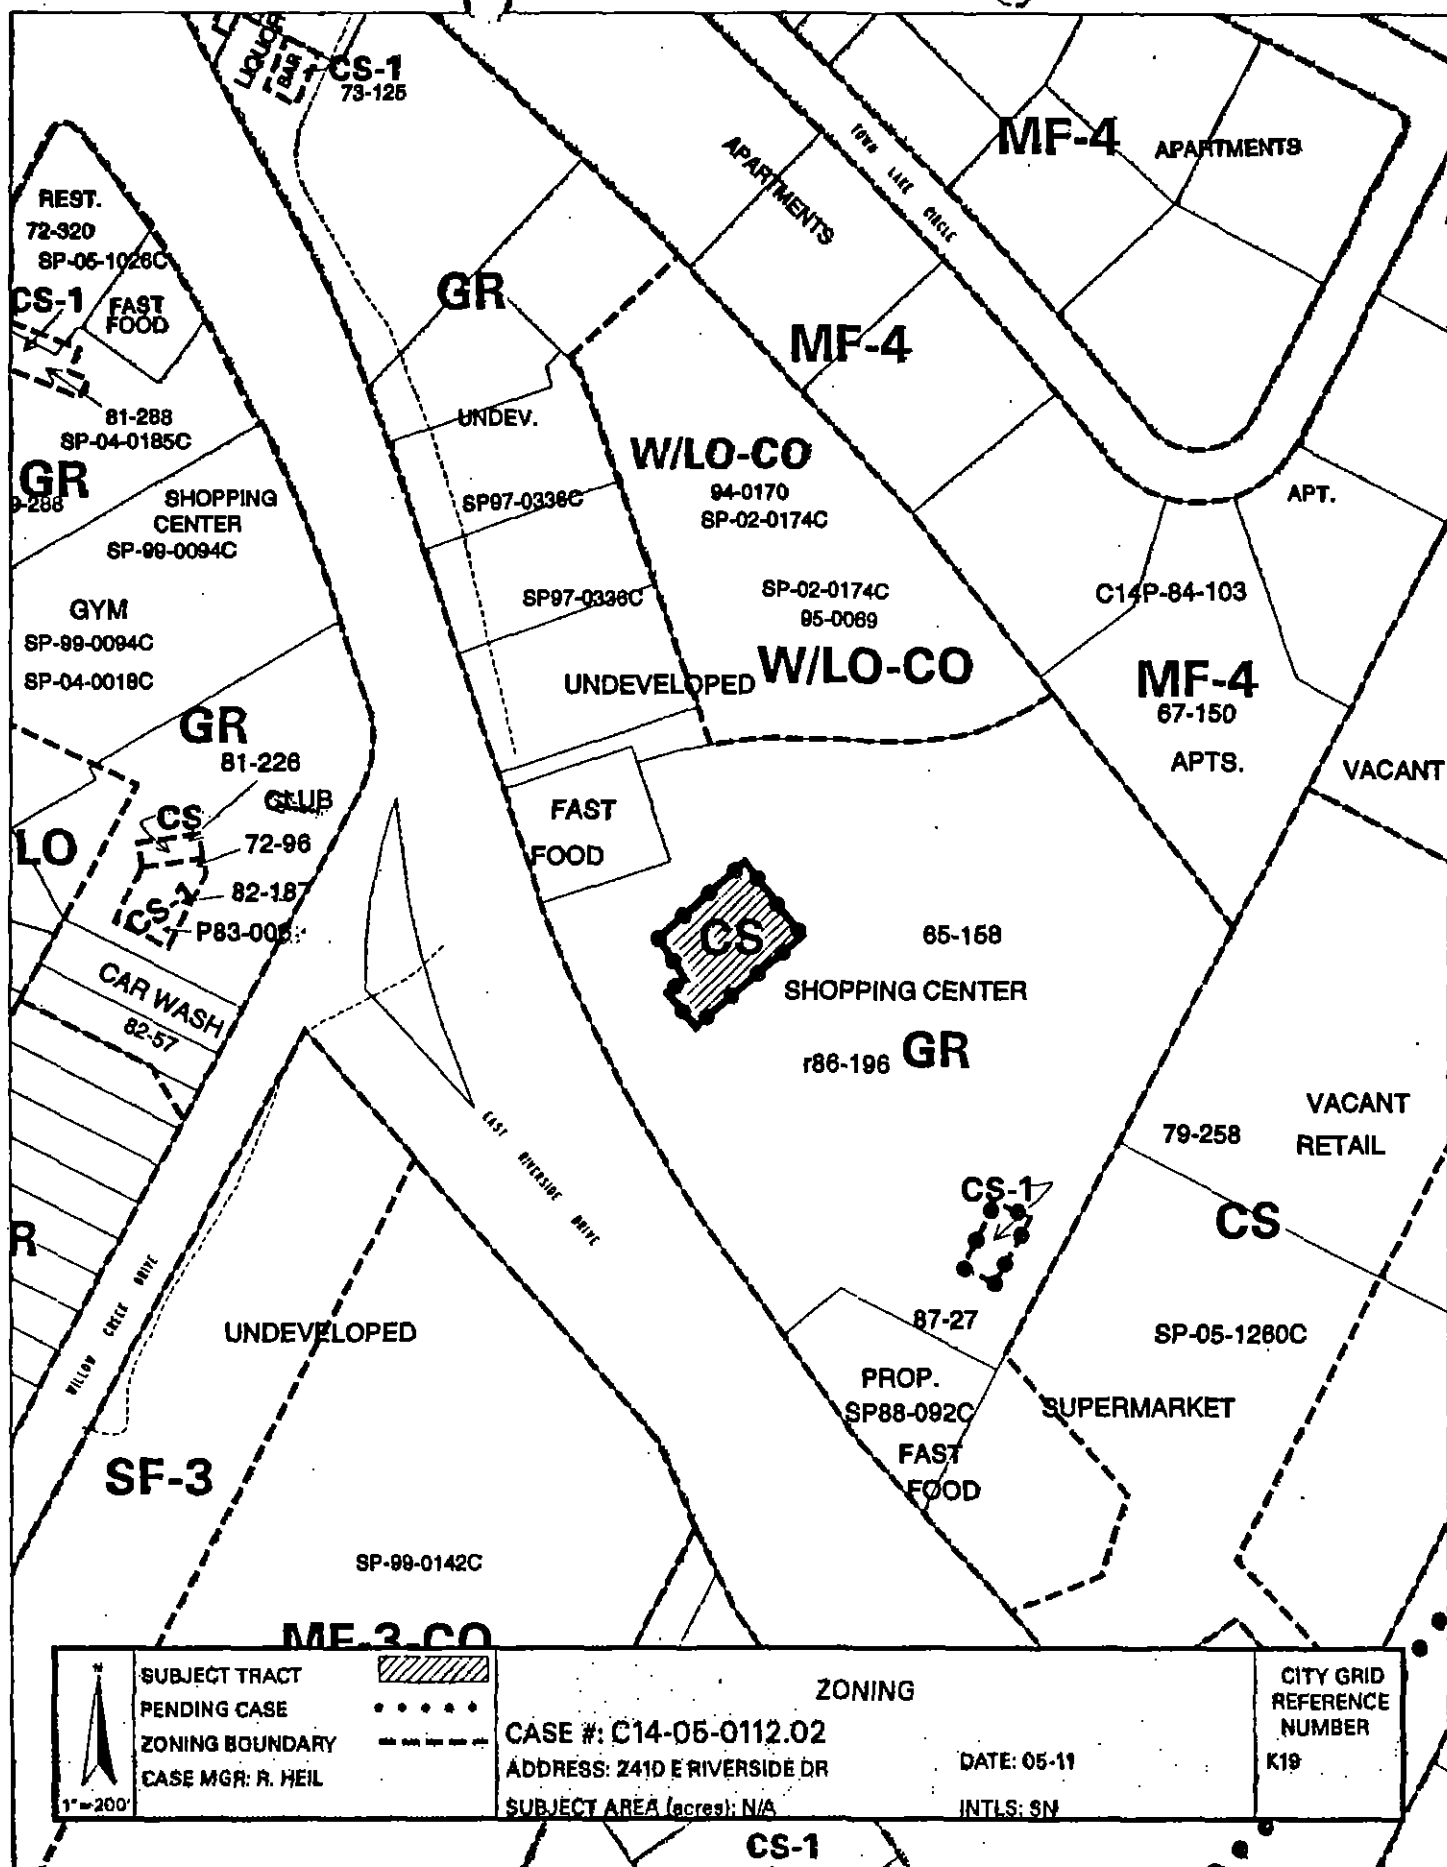 LIQUOR
BAR
CS-1
73-125
MF-4
APARTMENTS
APARTMENTS
TOWN LAKE CIRCLE
REST.
72-320
SP-05-1026C
CS-1
FAST
FOOD
GR
MF-4
81-288
SP-04-0185C
GR
9-288
UNDEV.
W/LO-CO
94-0170
SP-02-0174C
SHOPPING
CENTER
SP-99-0094C
SP97-0336C
APT.
GYM
SP-99-0094C
SP-04-0018C
SP97-0336C
SP-02-0174C
95-0069
W/LO-CO
C14P-84-103
UNDEVELOPED
MF-4
67-150
APTS.
VACANT
GR
81-226
CLUB
CS
72-96
LO
82-187
CS-1
P83-005
FAST
FOOD
CS
65-158
SHOPPING CENTER
r86-196 GR
CAR WASH
82-57
EAST RIVERSIDE DRIVE
79-258
VACANT
RETAIL
CS-1
CS
R
WILLOW CREEK DRIVE
UNDEVELOPED
87-27
SP-05-1260C
PROP.
SP88-092C
FAST
FOOD
SUPERMARKET
SF-3
SP-99-0142C
MF-3-CO
N
1"=200'
SUBJECT TRACT
PENDING CASE
ZONING BOUNDARY
CASE MGR: R. HEIL
ZONING
CASE #: C14-05-0112.02
ADDRESS: 2410 E RIVERSIDE DR
SUBJECT AREA (acres): N/A
DATE: 05-11
INTLS: SN
CITY GRID
REFERENCE
NUMBER
K19
CS-1